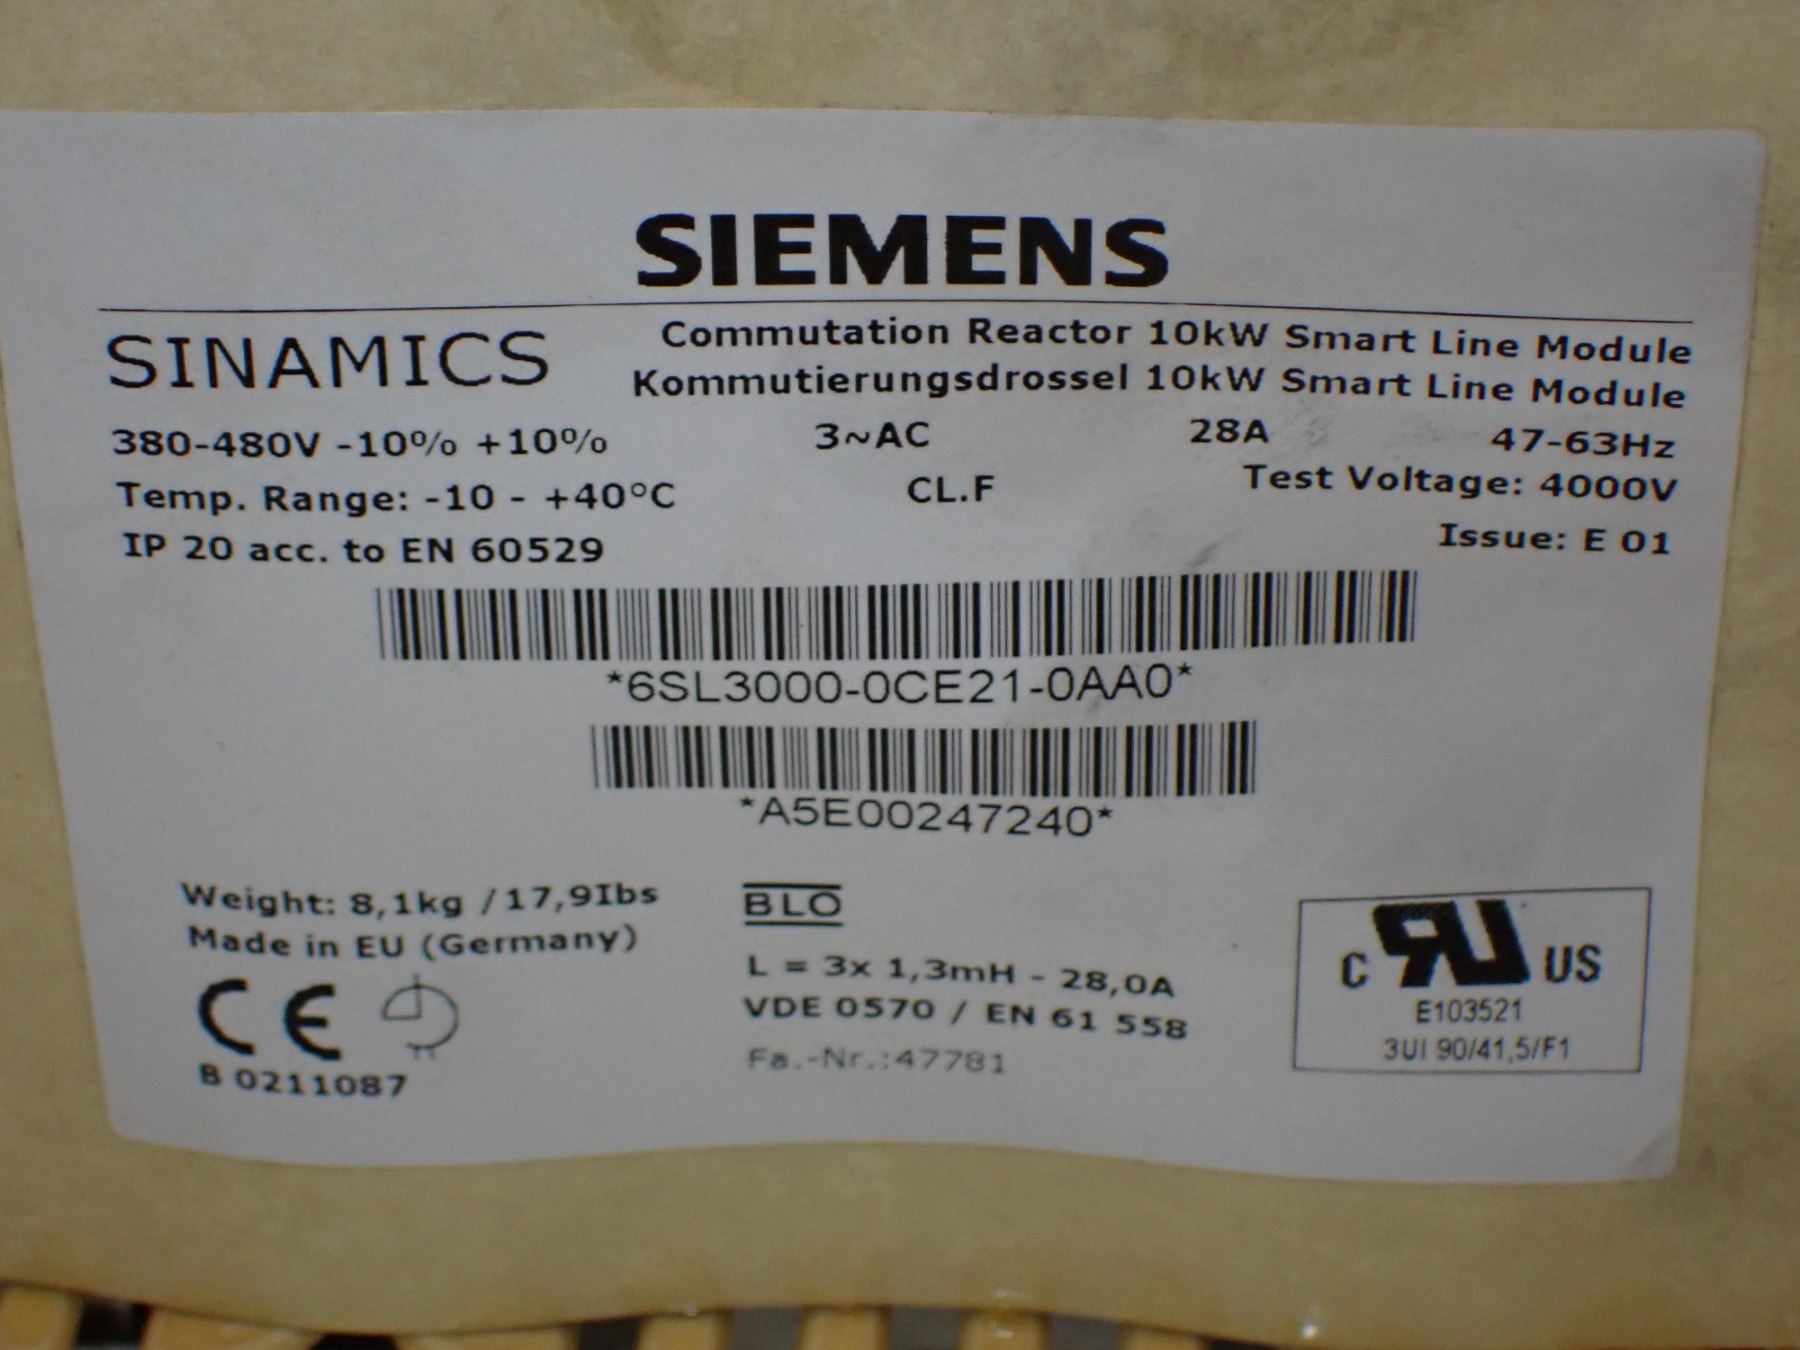 SIEMENS
SINAMICS
Commutation Reactor 10kW Smart Line Module
Kommutierungsdrossel 10kW Smart Line Module
380-480V -10% +10% 3~AC 28A 47-63Hz
Temp. Range: -10 - +40°C CL.F Test Voltage: 4000V
IP 20 acc. to EN 60529 Issue: E 01
*6SL3000-0CE21-0AA0*
*A5E00247240*
Weight: 8,1kg / 17,9Ibs
Made in EU (Germany)
CE
B 0211087
BLO
L = 3x 1,3mH - 28,0A
VDE 0570 / EN 61 558
Fa.-Nr.:47781
C RU US
E103521
3UI 90/41,5/F1